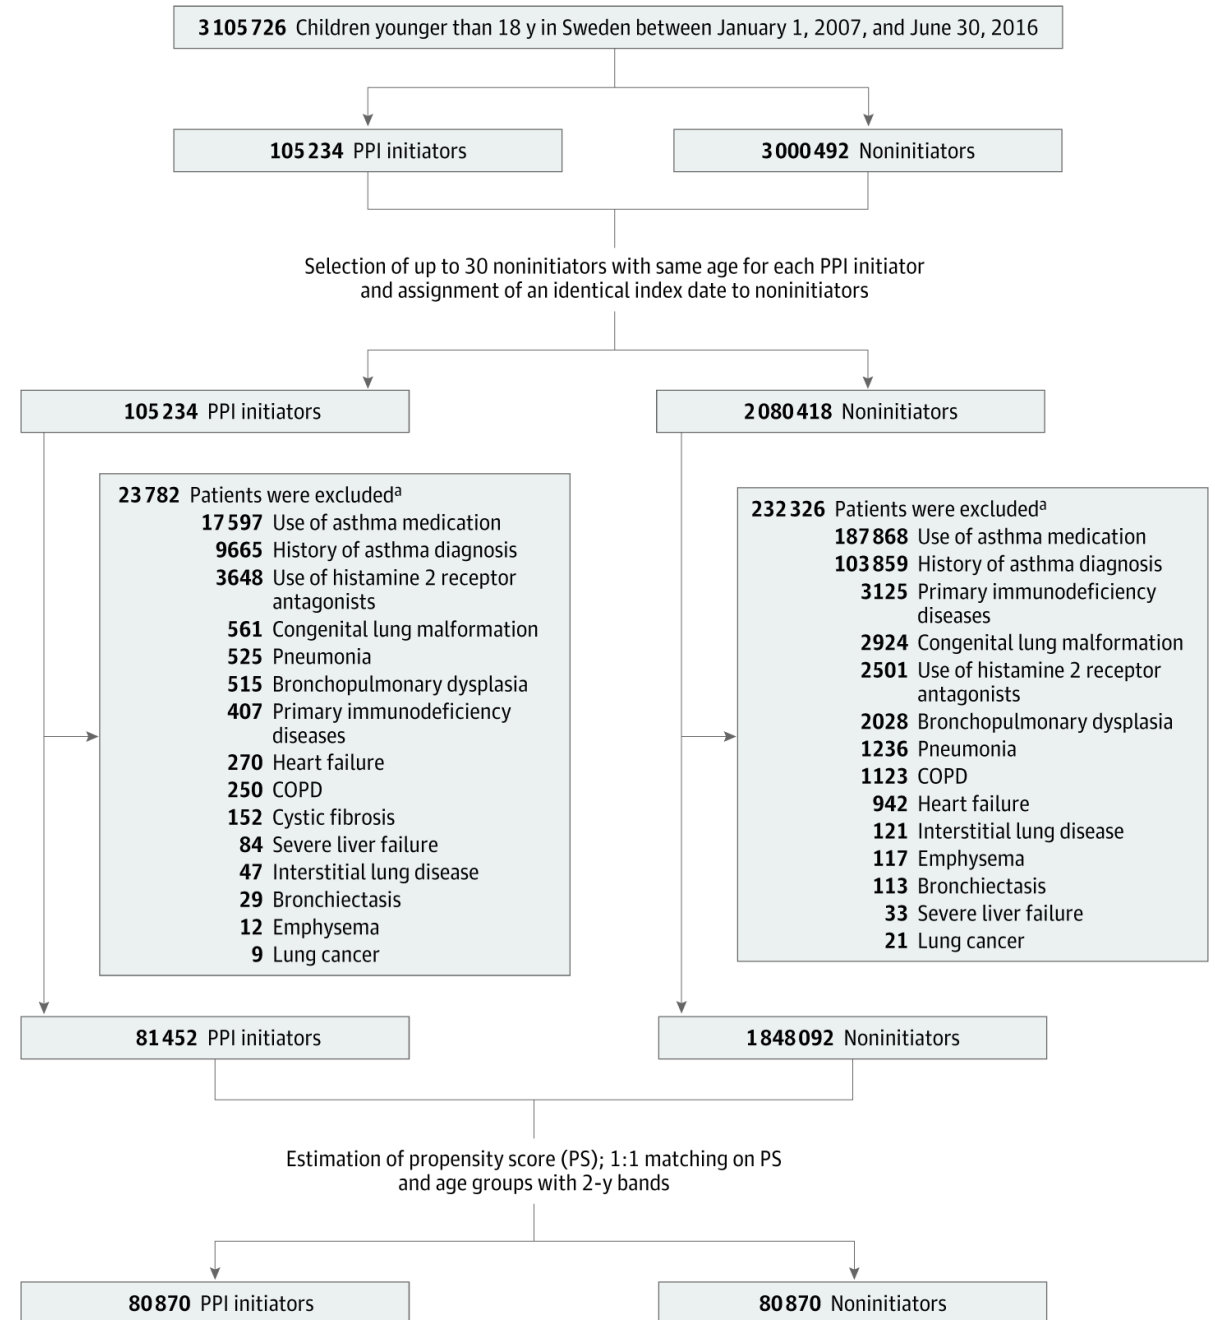 3105726 Children younger than 18 y in Sweden between January 1, 2007, and June 30, 2016
105234 PPI initiators
3000492 Noninitiators
Selection of up to 30 noninitiators with same age for each PPI initiator
and assignment of an identical index date to noninitiators
105234 PPI initiators
2080418 Noninitiators
23782 Patients were excludedᵃ
17597 Use of asthma medication
9665 History of asthma diagnosis
3648 Use of histamine 2 receptor
antagonists
561 Congenital lung malformation
525 Pneumonia
515 Bronchopulmonary dysplasia
407 Primary immunodeficiency
diseases
270 Heart failure
250 COPD
152 Cystic fibrosis
84 Severe liver failure
47 Interstitial lung disease
29 Bronchiectasis
12 Emphysema
9 Lung cancer
232326 Patients were excludedᵃ
187868 Use of asthma medication
103859 History of asthma diagnosis
3125 Primary immunodeficiency
diseases
2924 Congenital lung malformation
2501 Use of histamine 2 receptor
antagonists
2028 Bronchopulmonary dysplasia
1236 Pneumonia
1123 COPD
942 Heart failure
121 Interstitial lung disease
117 Emphysema
113 Bronchiectasis
33 Severe liver failure
21 Lung cancer
81452 PPI initiators
1848092 Noninitiators
Estimation of propensity score (PS); 1:1 matching on PS
and age groups with 2-y bands
80870 PPI initiators
80870 Noninitiators